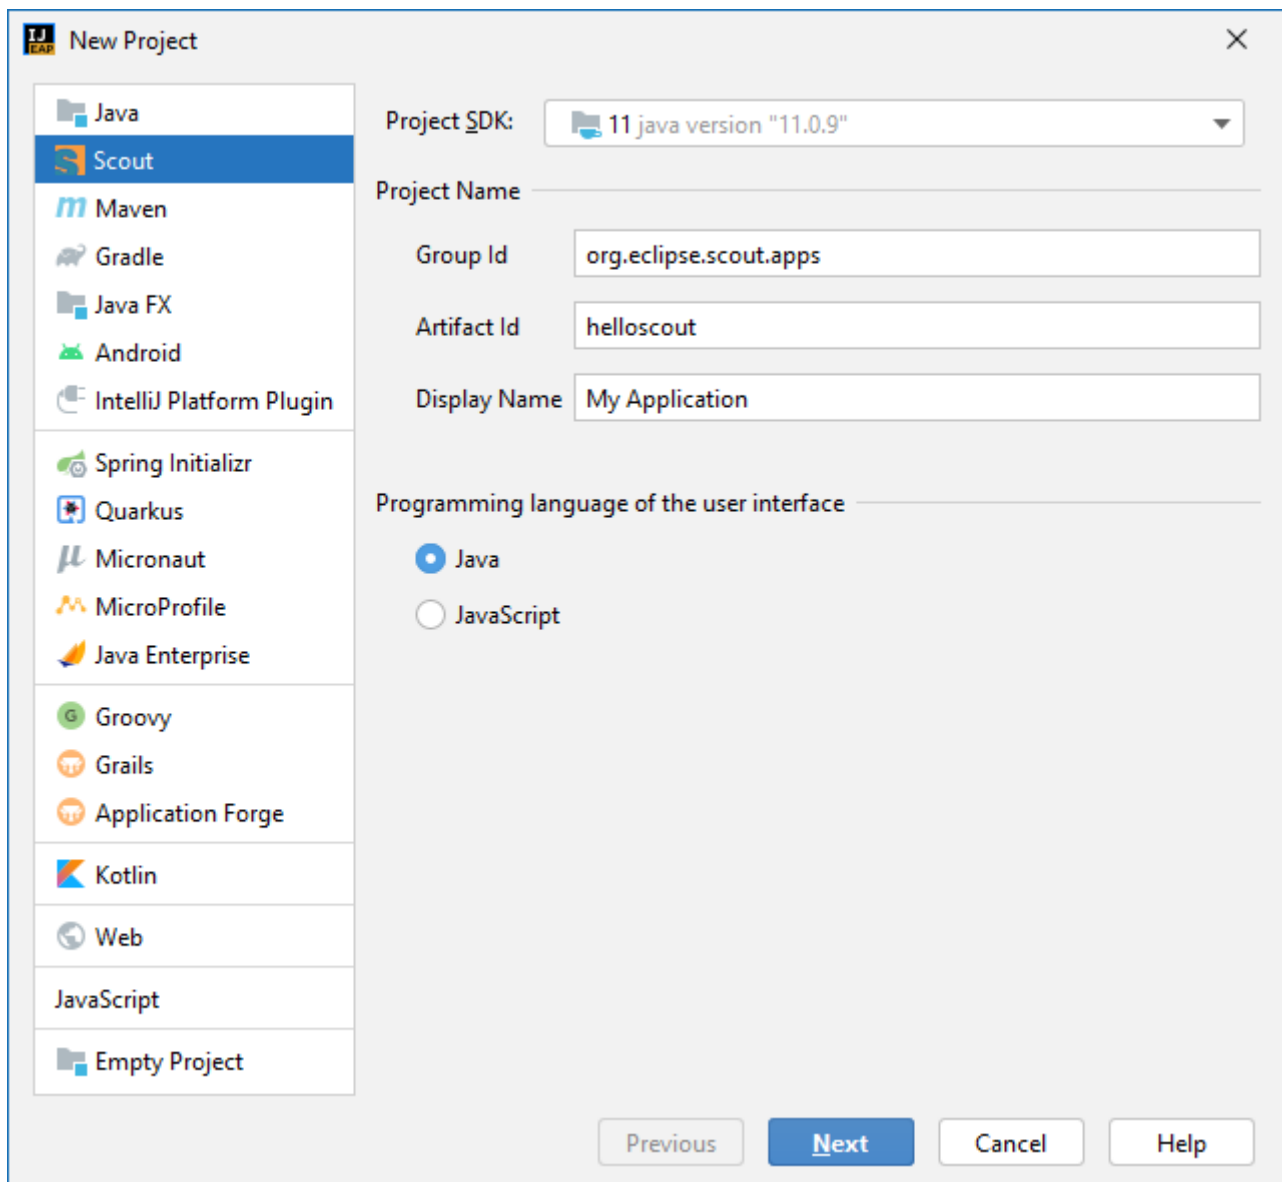 IJ
EAP
New Project
Java
Scout
Maven
Gradle
Java FX
Android
IntelliJ Platform Plugin
Spring Initializr
Quarkus
Micronaut
MicroProfile
Java Enterprise
G Groovy
Grails
Application Forge
Kotlin
Web
JavaScript
Empty Project
Project SDK: 11 java version "11.0.9"
Project Name
Group Id org.eclipse.scout.apps
Artifact Id helloscout
Display Name My Application
Programming language of the user interface
Java
JavaScript
Previous Next Cancel Help